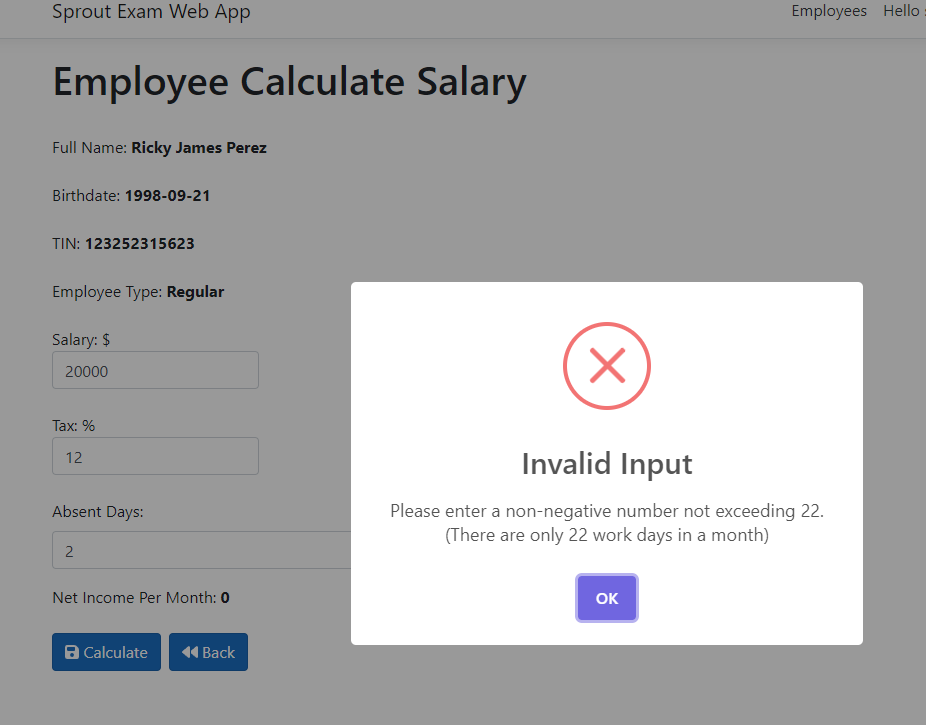 Sprout Exam Web App
Employees Hello
Employee Calculate Salary
Full Name: Ricky James Perez
Birthdate: 1998-09-21
TIN: 123252315623
Employee Type: Regular
Salary: $
20000
Tax: %
12
Absent Days:
2
Net Income Per Month: 0
Calculate
Back
Invalid Input
Please enter a non-negative number not exceeding 22.
(There are only 22 work days in a month)
OK